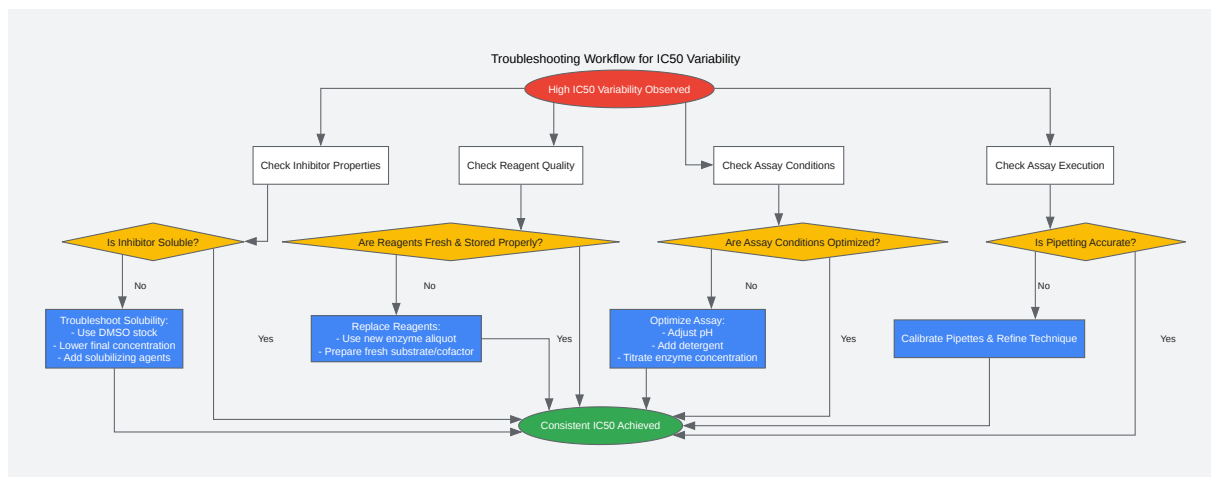 Troubleshooting Workflow for IC50 Variability
High IC50 Variability Observed
Check Inhibitor Properties
Check Reagent Quality
Check Assay Conditions
Check Assay Execution
Is Inhibitor Soluble?
Are Reagents Fresh & Stored Properly?
Are Assay Conditions Optimized?
Is Pipetting Accurate?
No
No
No
No
Troubleshoot Solubility:
- Use DMSO stock
- Lower final concentration
- Add solubilizing agents
Yes
Replace Reagents:
- Use new enzyme aliquot
- Prepare fresh substrate/cofactor
Yes
Optimize Assay:
- Adjust pH
- Add detergent
- Titrate enzyme concentration
Yes
Calibrate Pipettes & Refine Technique
Yes
Consistent IC50 Achieved